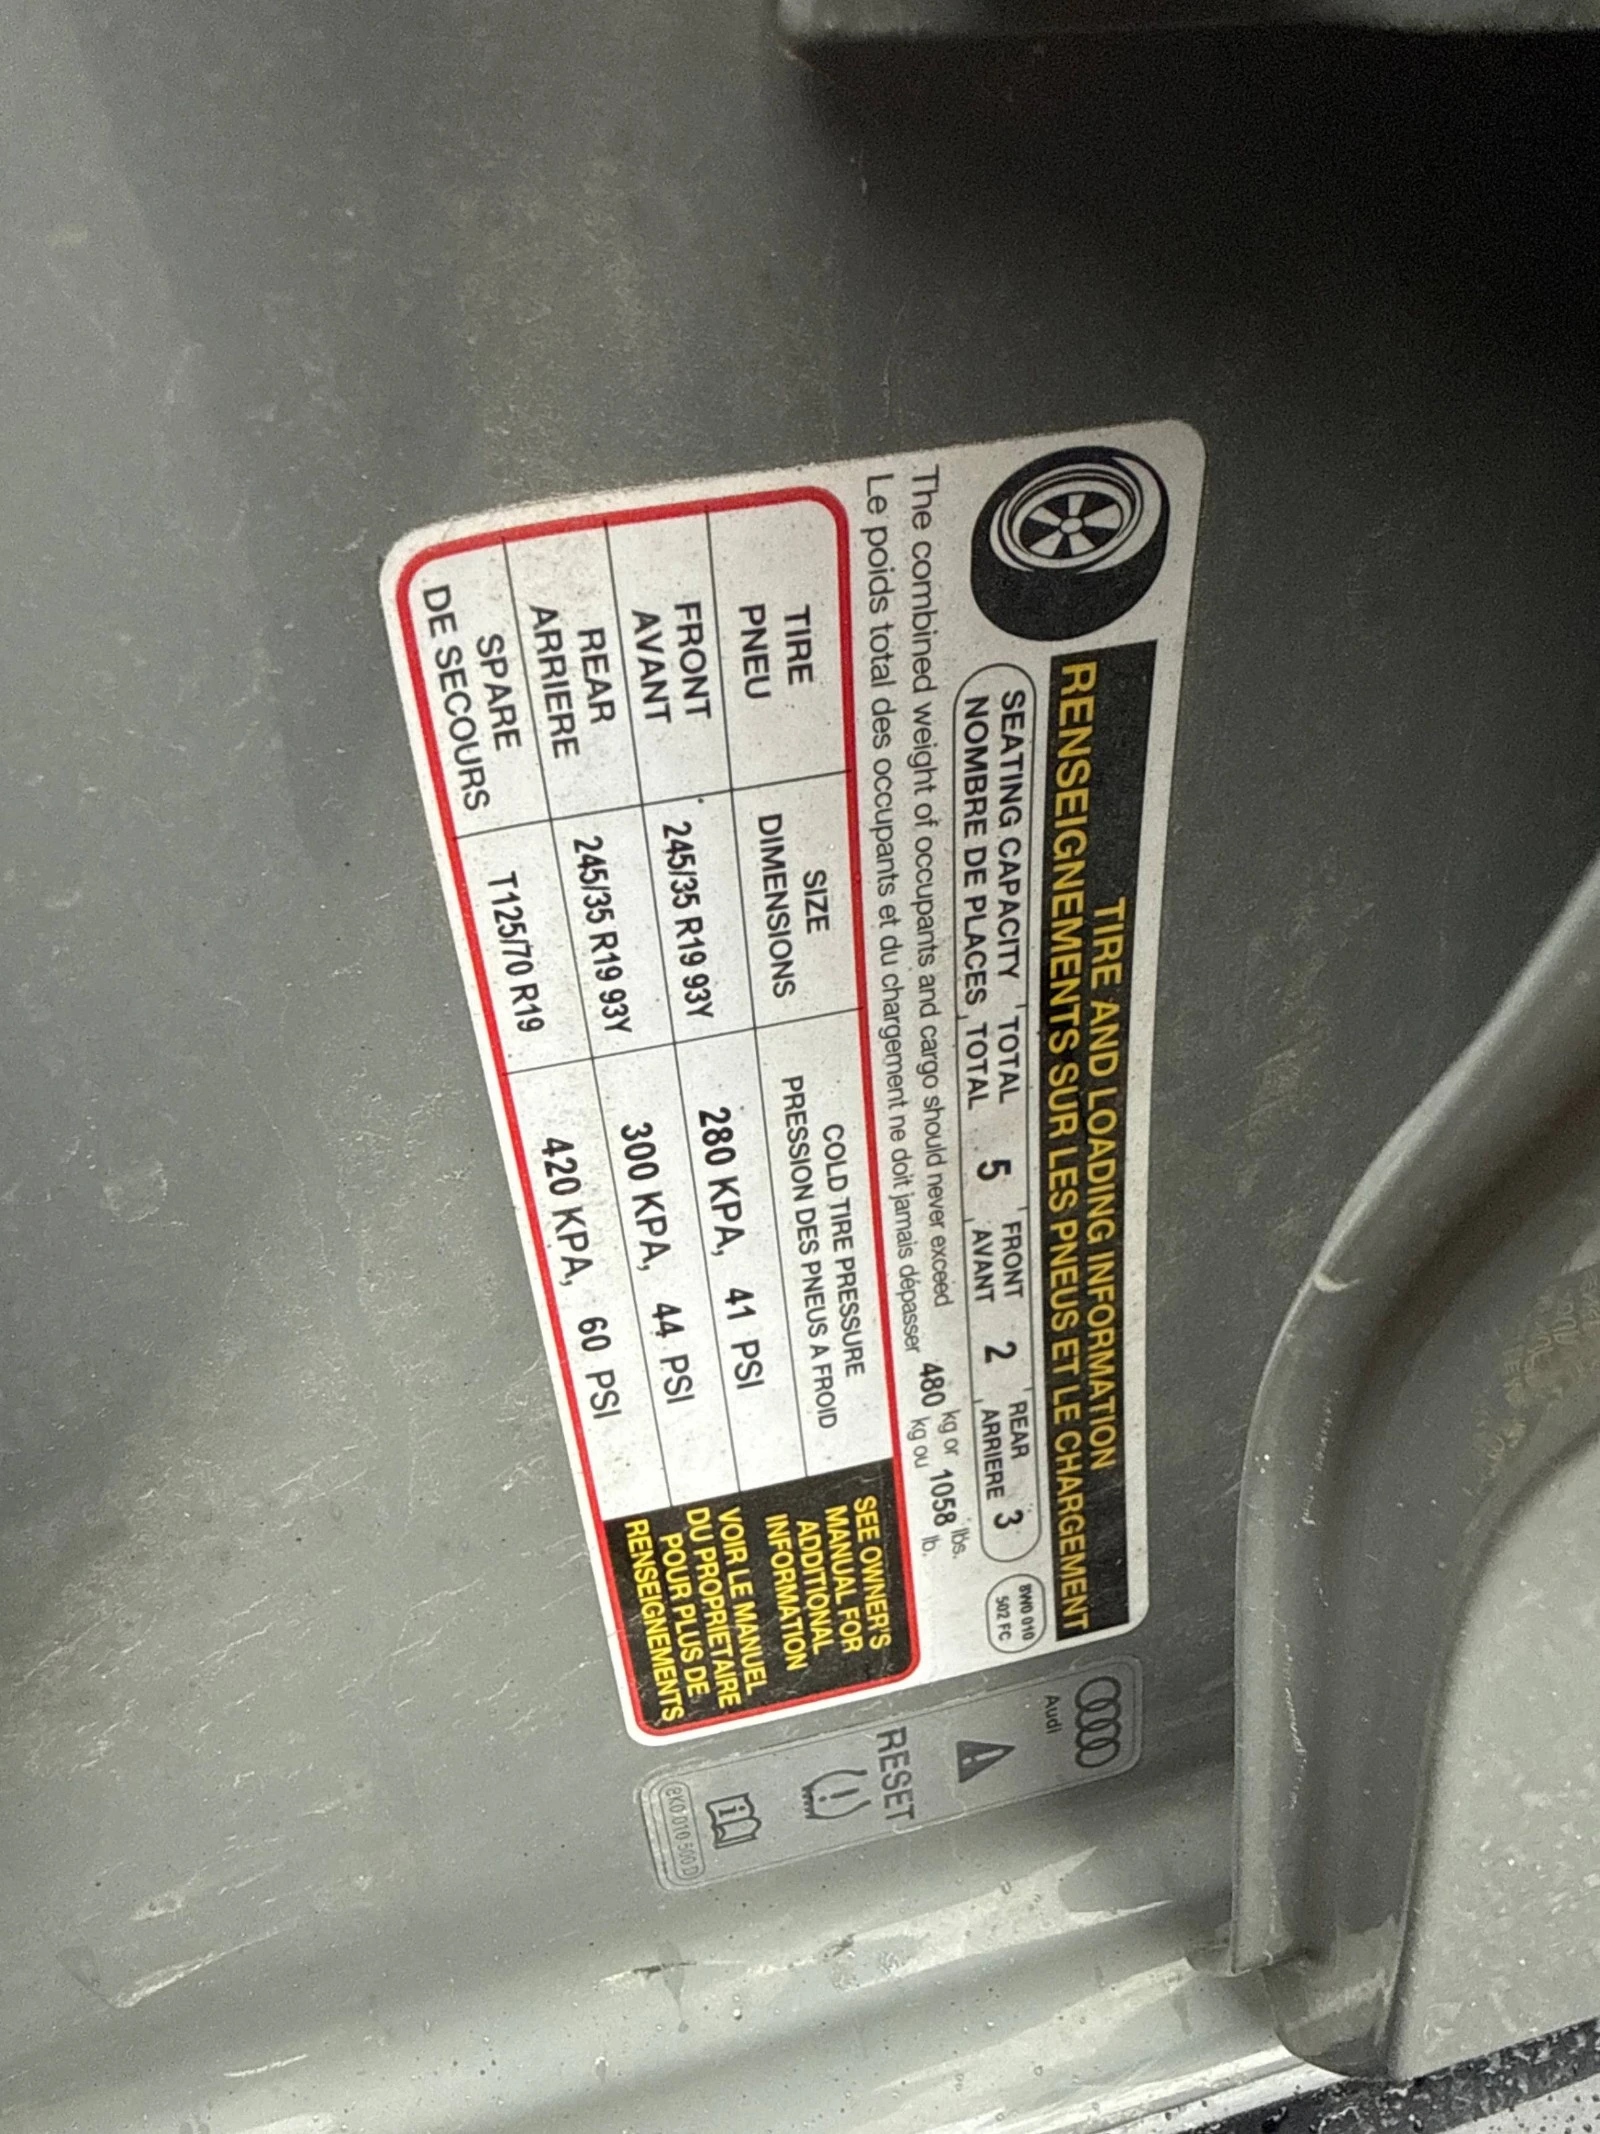 TIRE AND LOADING INFORMATION
RENSEIGNEMENTS SUR LES PNEUS ET LE CHARGEMENT
SEATING CAPACITY TOTAL 5 FRONT 2 REAR 3
NOMBRE DE PLACES TOTAL AVANT ARRIERE
8W0 010
502 FC
The combined weight of occupants and cargo should never exceed 480 kg or 1058 lbs.
Le poids total des occupants et du chargement ne doit jamais dépasser kg ou lb.
TIRE SIZE COLD TIRE PRESSURE
PNEU DIMENSIONS PRESSION DES PNEUS A FROID
FRONT 245/35 R19 93Y 280 KPA, 41 PSI
AVANT
REAR 245/35 R19 93Y 300 KPA, 44 PSI
ARRIERE
SPARE T125/70 R19 420 KPA, 60 PSI
DE SECOURS
SEE OWNER'S
MANUAL FOR
ADDITIONAL
INFORMATION
VOIR LE MANUEL
DU PROPRIETAIRE
POUR PLUS DE
RENSEIGNEMENTS
Audi
RESET
8K0 010 500 D